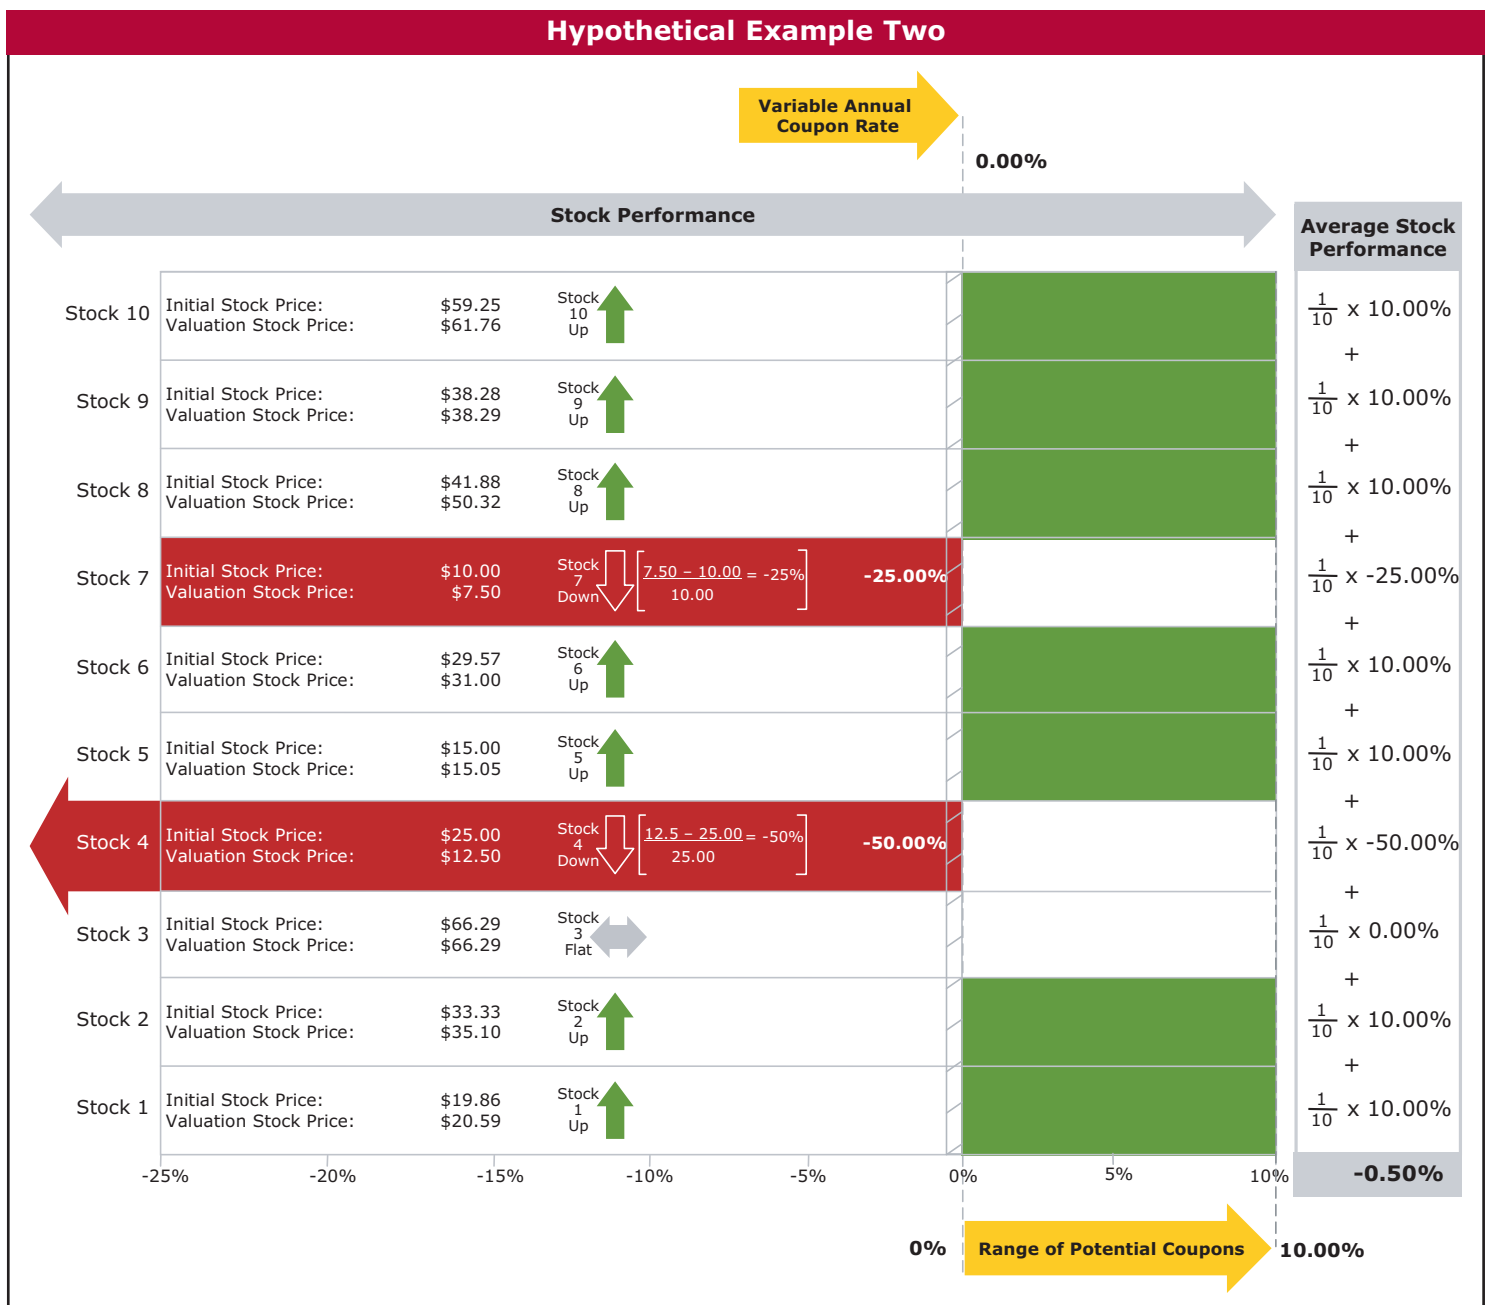 Hypothetical Example Two
Variable Annual
Coupon Rate
0.00%
Stock Performance
Average Stock
Performance
Stock 10
Initial Stock Price: $59.25
Valuation Stock Price: $61.76
Stock
10
Up
1/10 x 10.00%
+
Stock 9
Initial Stock Price: $38.28
Valuation Stock Price: $38.29
Stock
9
Up
1/10 x 10.00%
+
Stock 8
Initial Stock Price: $41.88
Valuation Stock Price: $50.32
Stock
8
Up
1/10 x 10.00%
+
Stock 7
Initial Stock Price: $10.00
Valuation Stock Price: $7.50
Stock
7
Down
7.50 – 10.00 = -25%
10.00
-25.00%
1/10 x -25.00%
+
Stock 6
Initial Stock Price: $29.57
Valuation Stock Price: $31.00
Stock
6
Up
1/10 x 10.00%
+
Stock 5
Initial Stock Price: $15.00
Valuation Stock Price: $15.05
Stock
5
Up
1/10 x 10.00%
+
Stock 4
Initial Stock Price: $25.00
Valuation Stock Price: $12.50
Stock
4
Down
12.5 – 25.00 = -50%
25.00
-50.00%
1/10 x -50.00%
+
Stock 3
Initial Stock Price: $66.29
Valuation Stock Price: $66.29
Stock
3
Flat
1/10 x 0.00%
+
Stock 2
Initial Stock Price: $33.33
Valuation Stock Price: $35.10
Stock
2
Up
1/10 x 10.00%
+
Stock 1
Initial Stock Price: $19.86
Valuation Stock Price: $20.59
Stock
1
Up
1/10 x 10.00%
-25% -20% -15% -10% -5% 0% 5% 10%
-0.50%
0% Range of Potential Coupons 10.00%